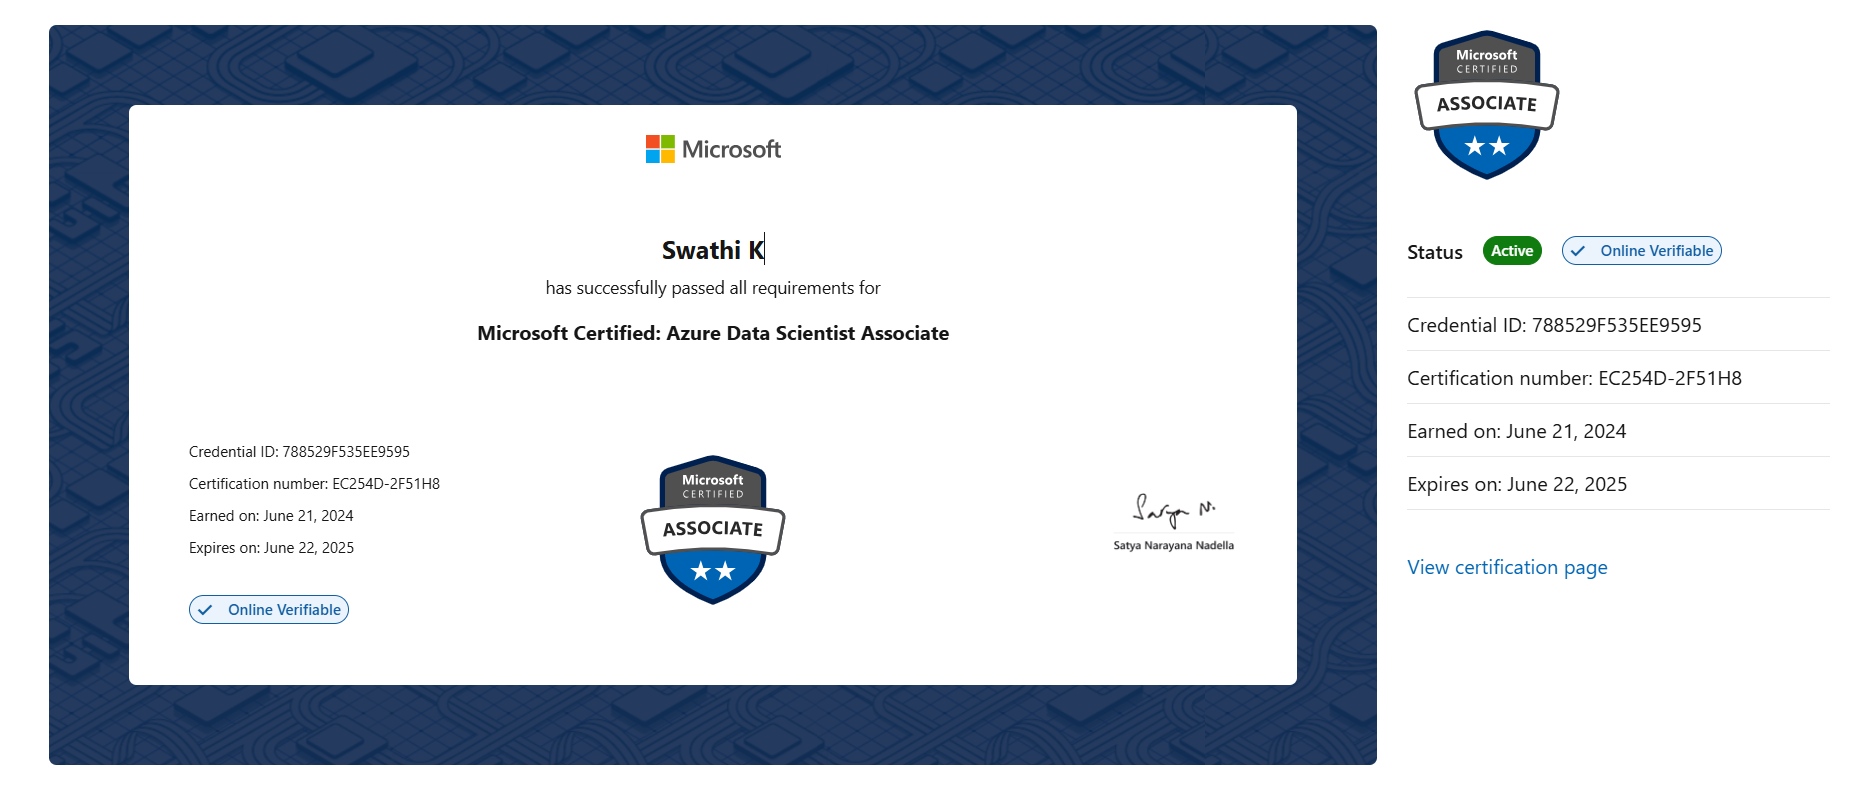 Microsoft
Swathi K
has successfully passed all requirements for
Microsoft Certified: Azure Data Scientist Associate
Credential ID: 788529F535EE9595
Certification number: EC254D-2F51H8
Earned on: June 21, 2024
Expires on: June 22, 2025
Online Verifiable
Microsoft
CERTIFIED
ASSOCIATE
Satya N.
Satya Narayana Nadella
Microsoft
CERTIFIED
ASSOCIATE
Status Active Online Verifiable
Credential ID: 788529F535EE9595
Certification number: EC254D-2F51H8
Earned on: June 21, 2024
Expires on: June 22, 2025
View certification page